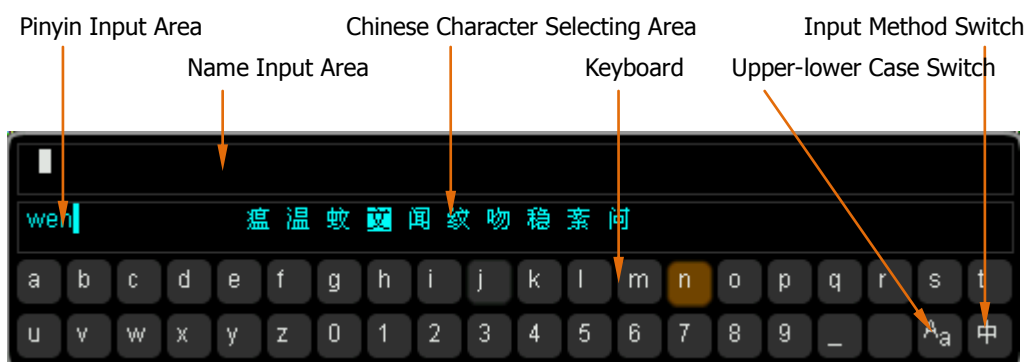 Pinyin Input Area Chinese Character Selecting Area Input Method Switch
Name Input Area Keyboard Upper-lower Case Switch
wen 瘟 温 蚊 文 闻 纹 吻 稳 紊 问
a b c d e f g h i j k l m n o p q r s t
u v w x y z 0 1 2 3 4 5 6 7 8 9 _ Aa 中